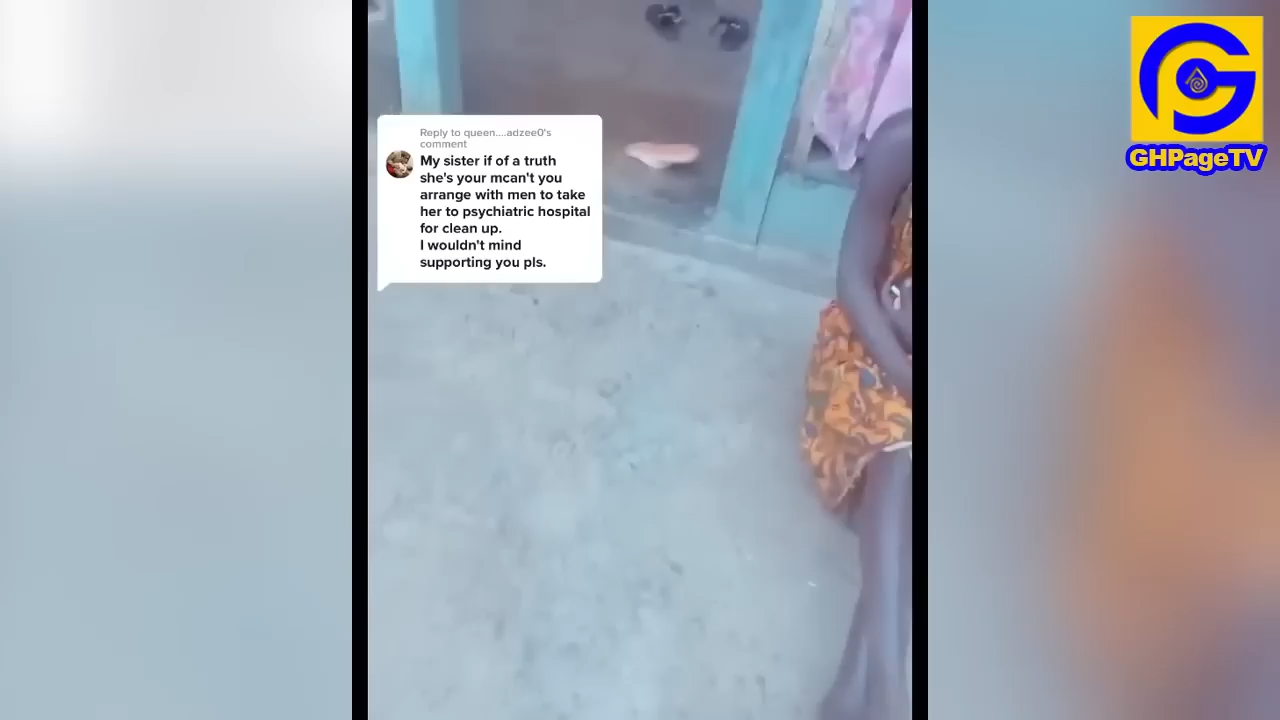 GHPageTV
Reply to queen....adzee0's
comment
My sister if of a truth
she's your mcan't you
arrange with men to take
her to psychiatric hospital
for clean up.
I wouldn't mind
supporting you pls.